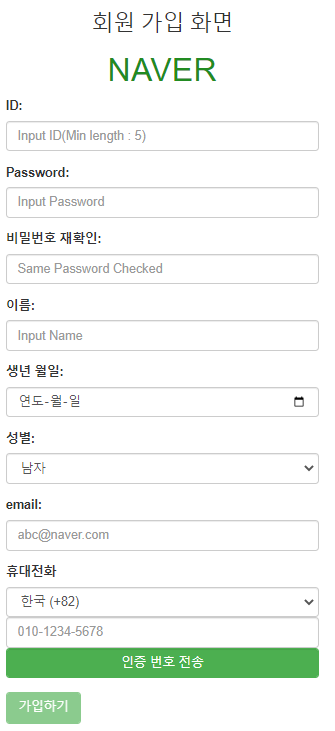 회원 가입 화면
NAVER
ID:
Input ID(Min length : 5)
Password:
Input Password
비밀번호 재확인:
Same Password Checked
이름:
Input Name
생년 월일:
연도-월-일
성별:
남자
email:
abc@naver.com
휴대전화
한국 (+82)
010-1234-5678
인증 번호 전송
가입하기